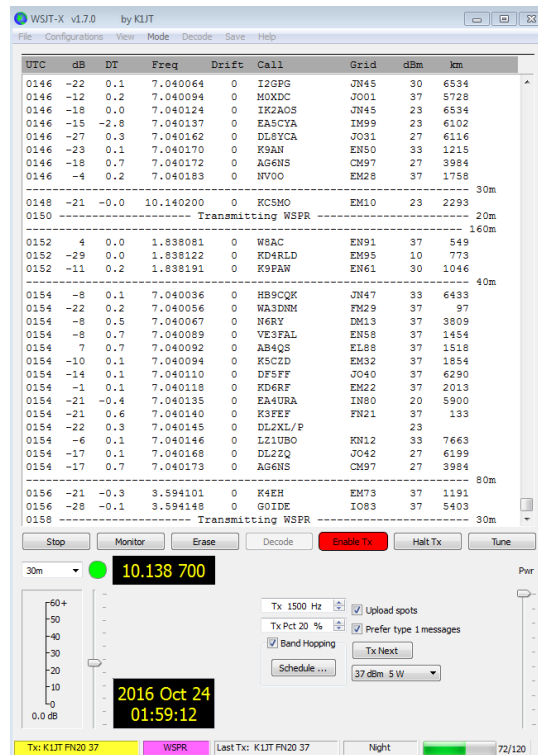 WSJT-X v1.7.0 by K1JT
File Configurations View Mode Decode Save Help
UTC dB DT Freq Drift Call Grid dBm km
0146 -22 0.1 7.040064 0 I2GPG JN45 30 6534
0146 -12 0.2 7.040094 0 M0XDC JO01 37 5728
0146 -18 0.0 7.040124 0 IK2AOS JN45 23 6534
0146 -15 -2.8 7.040137 0 EA5CYA IM99 23 6102
0146 -27 0.3 7.040162 0 DL8YCA JO31 27 6116
0146 -23 0.1 7.040170 0 K9AN EN50 33 1215
0146 -18 0.7 7.040172 0 AG6NS CM97 27 3984
0146 -4 0.2 7.040183 0 NV0O EM28 37 1758
30m
0148 -21 -0.0 10.140200 0 KC5MO EM10 23 2293
0150 Transmitting WSPR 20m
160m
0152 4 0.0 1.838081 0 W8AC EN91 37 549
0152 -29 0.0 1.838122 0 KD4RLD EM95 10 773
0152 -11 0.2 1.838191 0 K9PAW EN61 30 1046
40m
0154 -8 0.1 7.040036 0 HB9CQK JN47 33 6433
0154 -22 0.2 7.040056 0 WA3DNM FM29 37 97
0154 -8 0.5 7.040067 0 N6RY DM13 37 3809
0154 -8 0.7 7.040089 0 VE3FAL EN58 37 1454
0154 7 0.7 7.040092 0 AB4QS EL88 37 1518
0154 -10 0.1 7.040094 0 K5CZD EM32 37 1854
0154 -14 0.1 7.040110 0 DF5FF JO40 37 6290
0154 -1 0.1 7.040118 0 KD6RF EM22 37 2013
0154 -21 -0.4 7.040135 0 EA4URA IN80 20 5900
0154 -21 0.6 7.040140 0 K3FEF FN21 37 133
0154 -22 0.3 7.040145 0 DL2XL/P 23
0154 -6 0.1 7.040146 0 LZ1UBO KN12 33 7663
0154 -17 0.1 7.040168 0 DL2ZQ JO42 27 6199
0154 -17 0.7 7.040173 0 AG6NS CM97 27 3984
80m
0156 -21 -0.3 3.594101 0 K4EH EM73 37 1191
0156 -28 -0.1 3.594148 0 G0IDE IO83 37 5403
0158 Transmitting WSPR 30m
Stop Monitor Erase Decode Enable Tx Halt Tx Tune
30m 10.138 700 Pwr
60+
50
40
30
20
10
0
0.0 dB
Tx 1500 Hz Upload spots
Tx Pct 20 % Prefer type 1 messages
Band Hopping Tx Next
Schedule ... 37 dBm 5 W
2016 Oct 24
01:59:12
Tx: K1JT FN20 37 WSPR Last Tx: K1JT FN20 37 Night 72/120